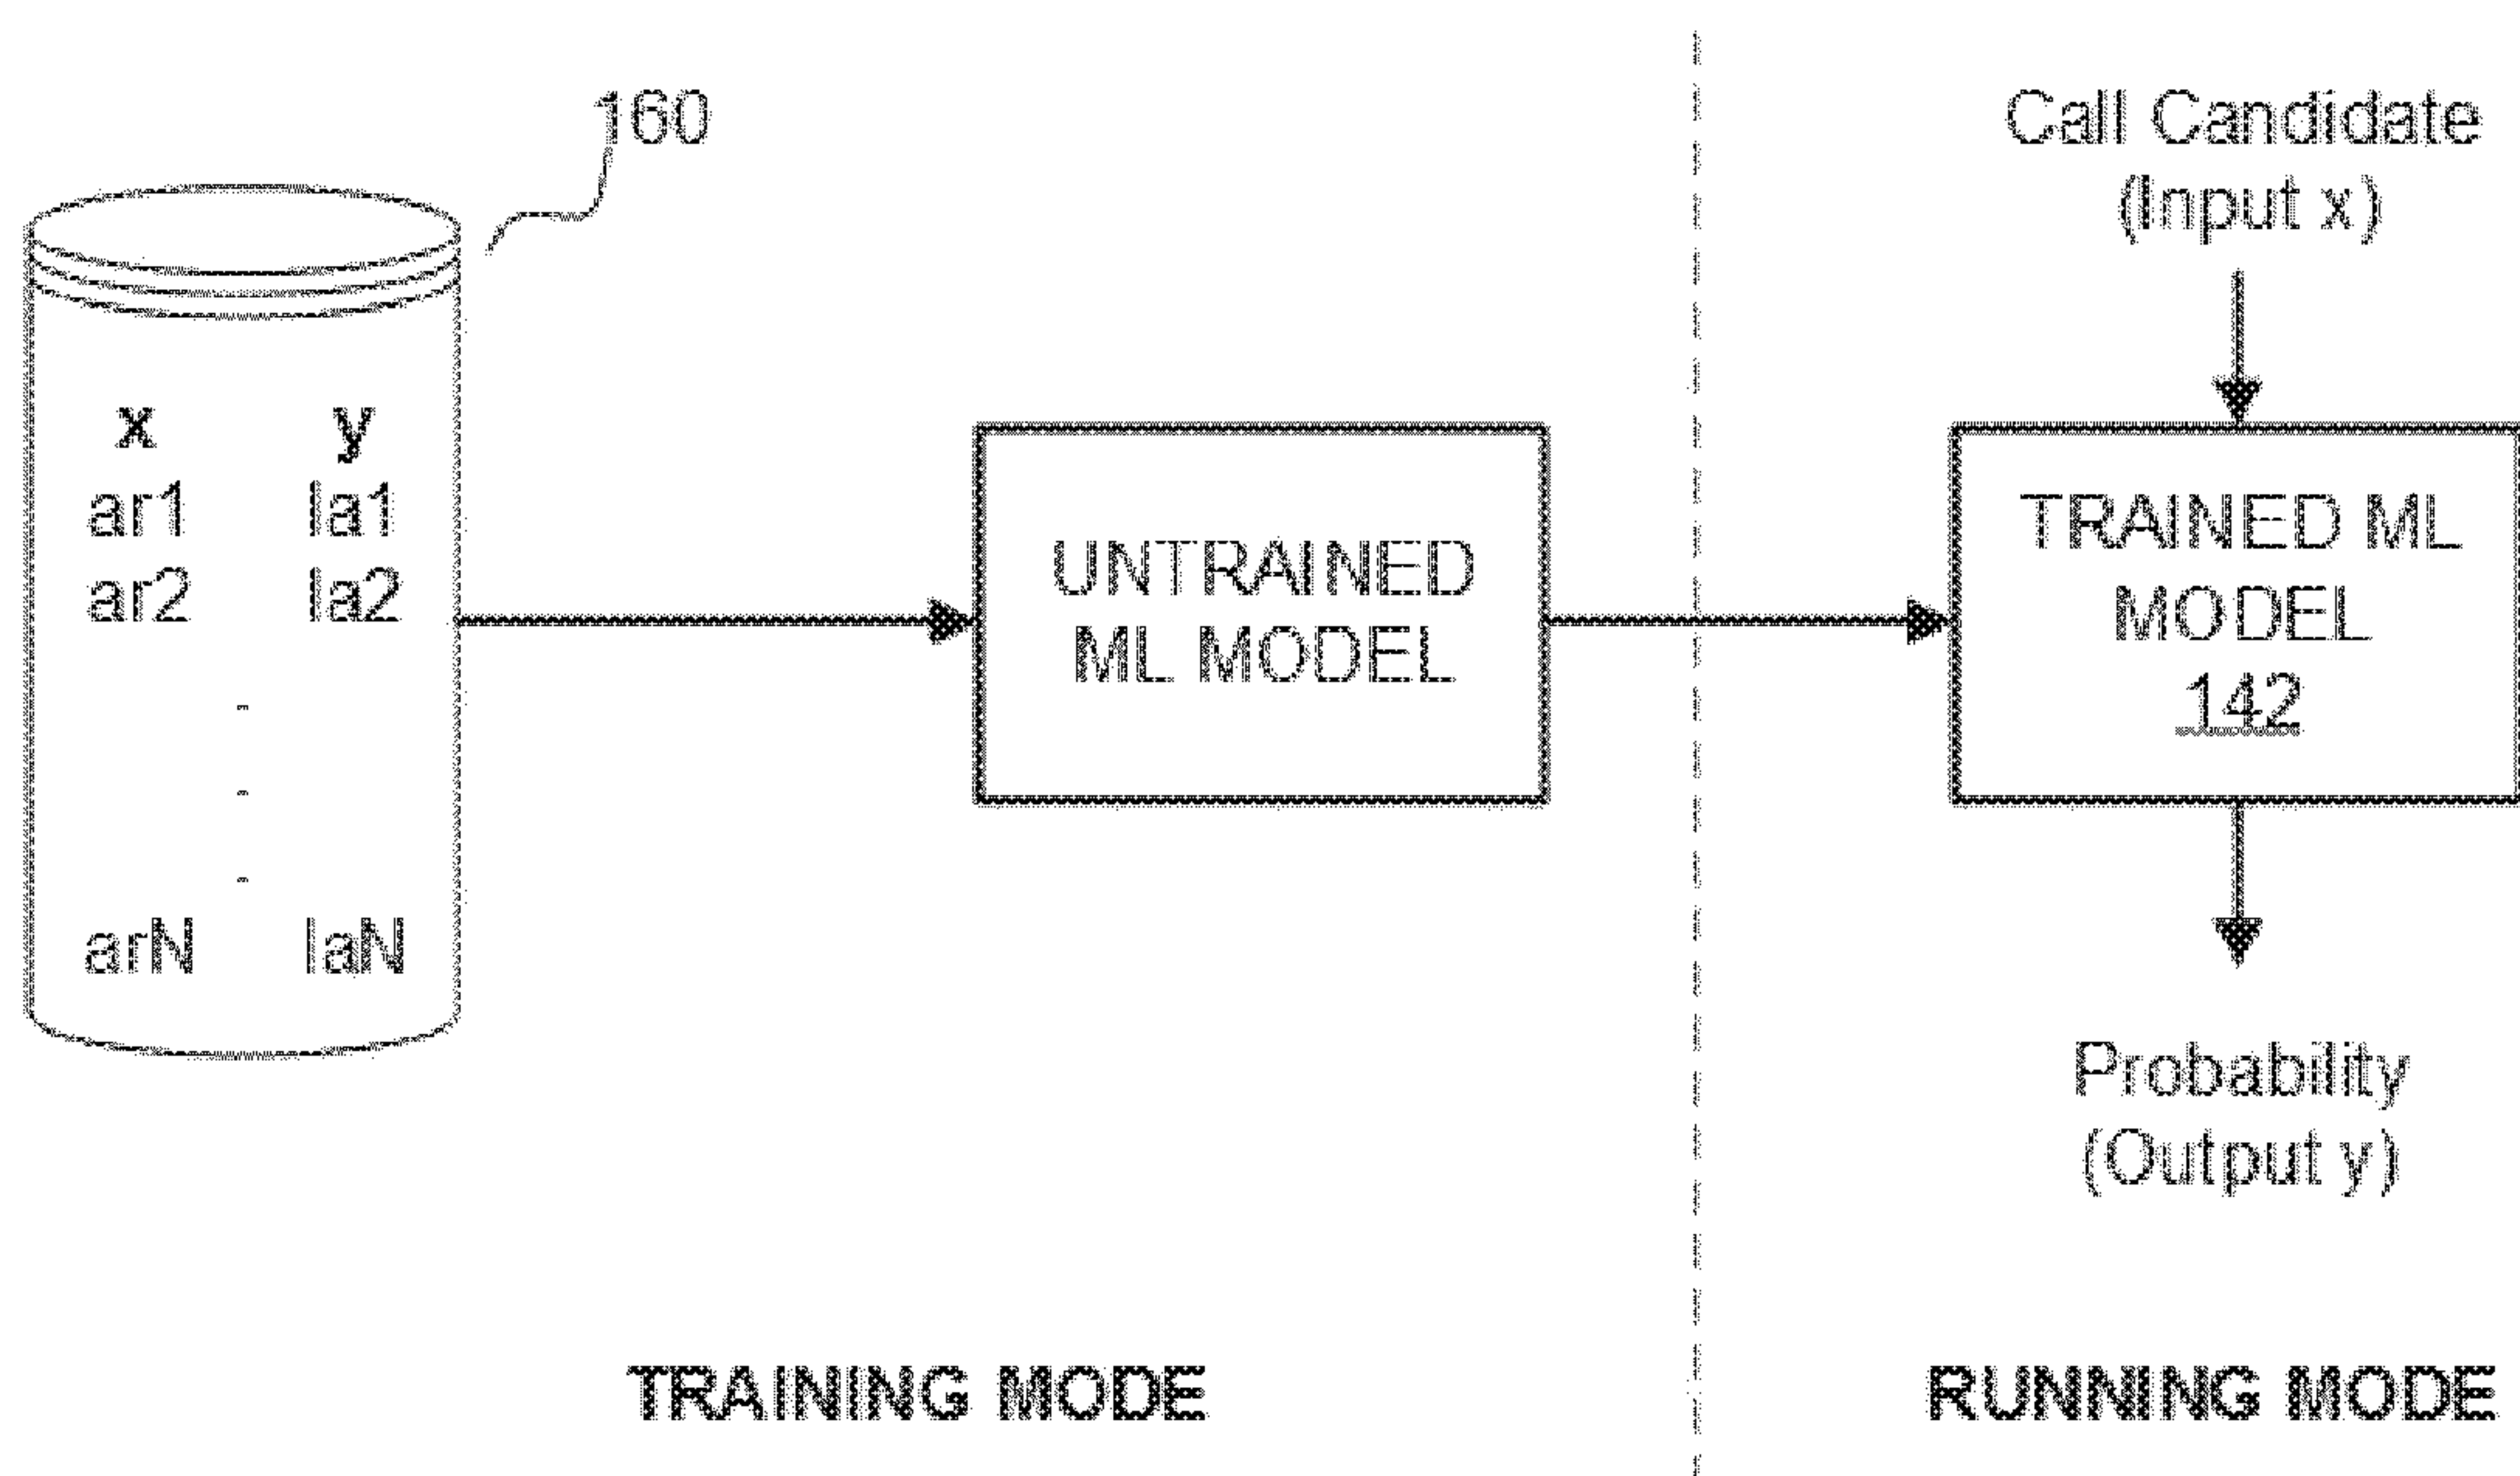 160
x y
ar1 la1
ar2 la2
arN laN
UNTRAINED
ML MODEL
TRAINING MODE
Call Candidate
(Input x)
TRAINED ML
MODEL
142
Probability
(Output y)
RUNNING MODE